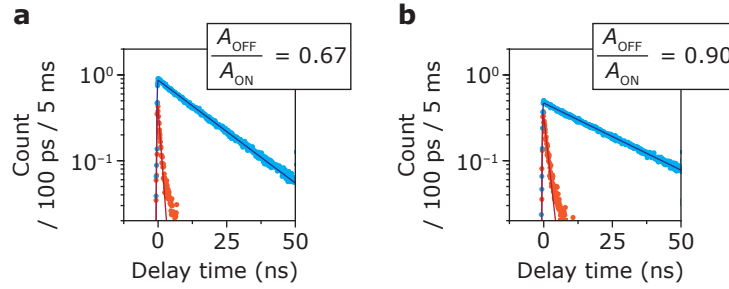 a
A_OFF / A_ON = 0.67
Count
/ 100 ps / 5 ms
10^0
10^-1
0 25 50
Delay time (ns)
b
A_OFF / A_ON = 0.90
Count
/ 100 ps / 5 ms
10^0
10^-1
0 25 50
Delay time (ns)